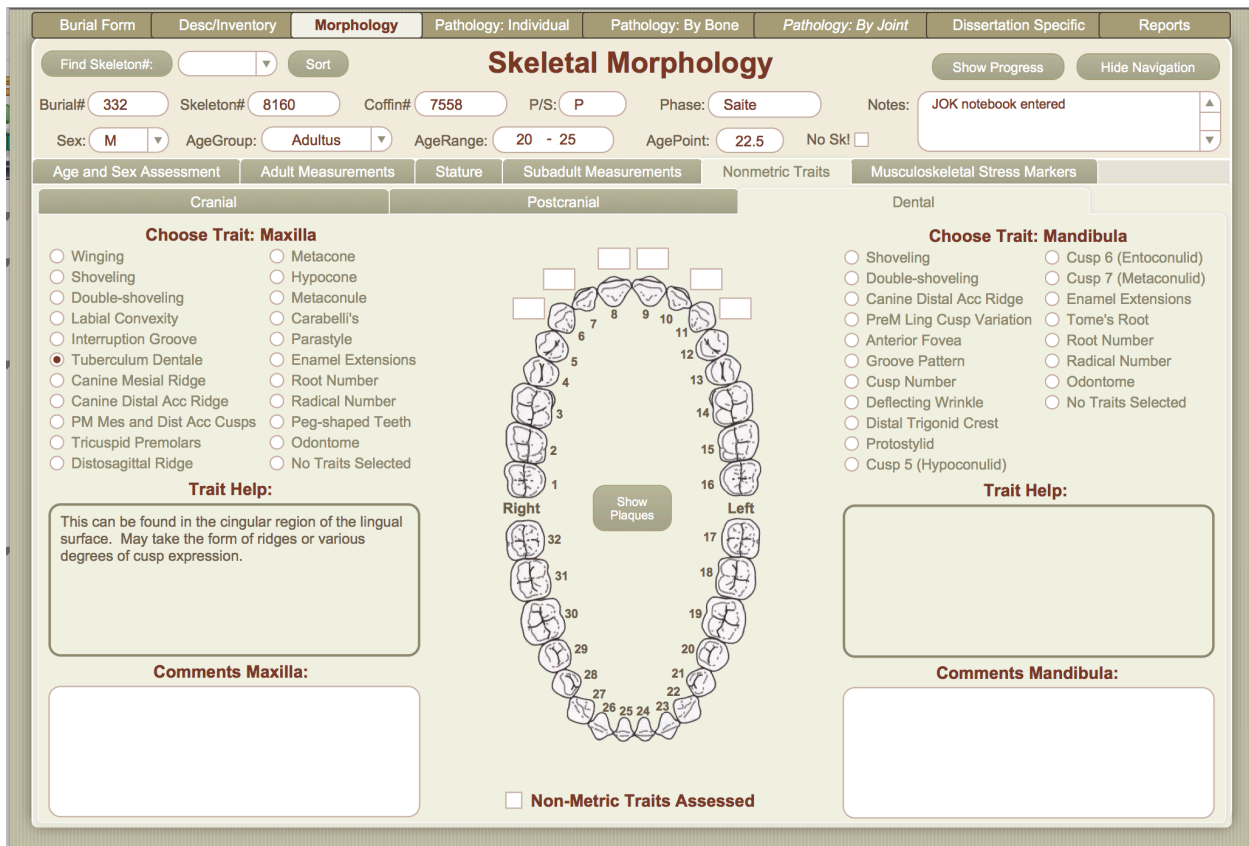 Burial Form Desc/Inventory Morphology Pathology: Individual Pathology: By Bone Pathology: By Joint Dissertation Specific Reports
Find Skeleton#: Sort Skeletal Morphology Show Progress Hide Navigation
Burial# 332 Skeleton# 8160 Coffin# 7558 P/S: P Phase: Saite Notes: JOK notebook entered
Sex: M AgeGroup: Adultus AgeRange: 20 - 25 AgePoint: 22.5 No Sk!
Age and Sex Assessment Adult Measurements Stature Subadult Measurements Nonmetric Traits Musculoskeletal Stress Markers
Cranial Postcranial Dental
Choose Trait: Maxilla
Winging
Shoveling
Double-shoveling
Labial Convexity
Interruption Groove
Tuberculum Dentale
Canine Mesial Ridge
Canine Distal Acc Ridge
PM Mes and Dist Acc Cusps
Tricuspid Premolars
Distosagittal Ridge
Metacone
Hypocone
Metaconule
Carabelli's
Parastyle
Enamel Extensions
Root Number
Radical Number
Peg-shaped Teeth
Odontome
No Traits Selected
Trait Help:
This can be found in the cingular region of the lingual
surface. May take the form of ridges or various
degrees of cusp expression.
Comments Maxilla:
8 9
7 10
6 11
5 12
4 13
3 14
2 15
1 16
Right Left
Show
Plaques
32 17
31 18
30 19
29 20
28 21
27 22
26 25 24 23
Non-Metric Traits Assessed
Choose Trait: Mandibula
Shoveling
Double-shoveling
Canine Distal Acc Ridge
PreM Ling Cusp Variation
Anterior Fovea
Groove Pattern
Cusp Number
Deflecting Wrinkle
Distal Trigonid Crest
Protostylid
Cusp 5 (Hypoconulid)
Cusp 6 (Entoconulid)
Cusp 7 (Metaconulid)
Enamel Extensions
Tome's Root
Root Number
Radical Number
Odontome
No Traits Selected
Trait Help:
Comments Mandibula: